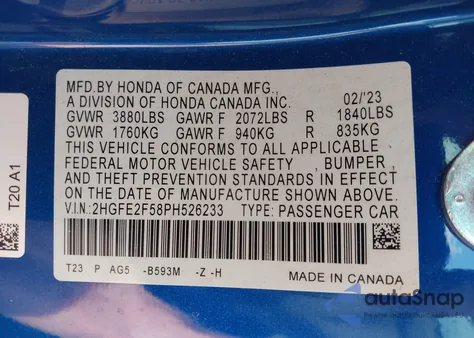 MFD.BY HONDA OF CANADA MFG.,
A DIVISION OF HONDA CANADA INC. 02/'23
GVWR 3880LBS GAWR F 2072LBS R 1840LBS
GVWR 1760KG GAWR F 940KG R 835KG
THIS VEHICLE CONFORMS TO ALL APPLICABLE
FEDERAL MOTOR VEHICLE SAFETY , BUMPER ,
AND THEFT PREVENTION STANDARDS IN EFFECT
ON THE DATE OF MANUFACTURE SHOWN ABOVE.
V.I.N:2HGFE2F58PH526233 TYPE: PASSENGER CAR
T23 P AG5 -B593M -Z -H
MADE IN CANADA
T20 A1
autoSnap